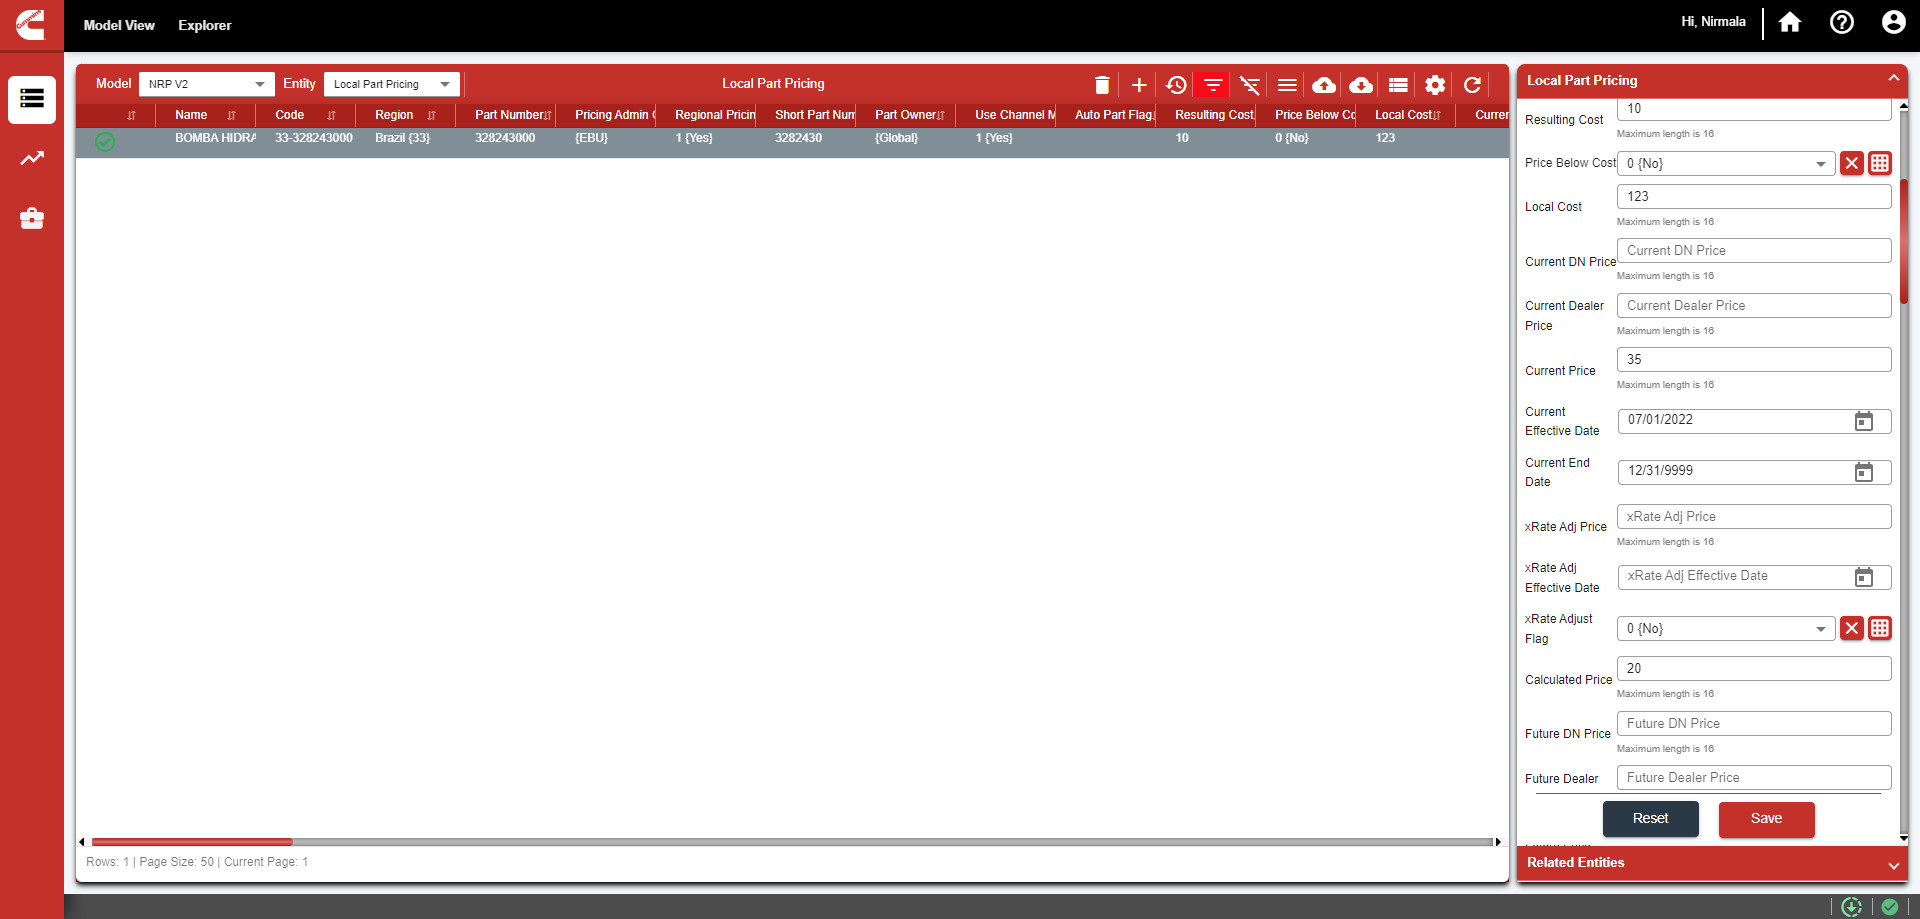 Cummins
Model View Explorer
Hi, Nirmala
Model NRP V2 Entity Local Part Pricing
Local Part Pricing
Name Code Region Part Number Pricing Admin Regional Pricin Short Part Num Part Owner Use Channel M Auto Part Flag Resulting Cost Price Below Co Local Cost Curren
BOMBA HIDRA 33-328243000 Brazil {33} 328243000 {EBU} 1 {Yes} 3282430 {Global} 1 {Yes} 10 0 {No} 123
Rows: 1 | Page Size: 50 | Current Page: 1
Local Part Pricing
Resulting Cost 10
Maximum length is 16
Price Below Cost 0 {No}
Local Cost 123
Maximum length is 16
Current DN Price Current DN Price
Maximum length is 16
Current Dealer Price Current Dealer Price
Maximum length is 16
Current Price 35
Maximum length is 16
Current Effective Date 07/01/2022
Current End Date 12/31/9999
xRate Adj Price xRate Adj Price
Maximum length is 16
xRate Adj Effective Date xRate Adj Effective Date
xRate Adjust Flag 0 {No}
Calculated Price 20
Maximum length is 16
Future DN Price Future DN Price
Maximum length is 16
Future Dealer Future Dealer Price
Reset Save
Related Entities